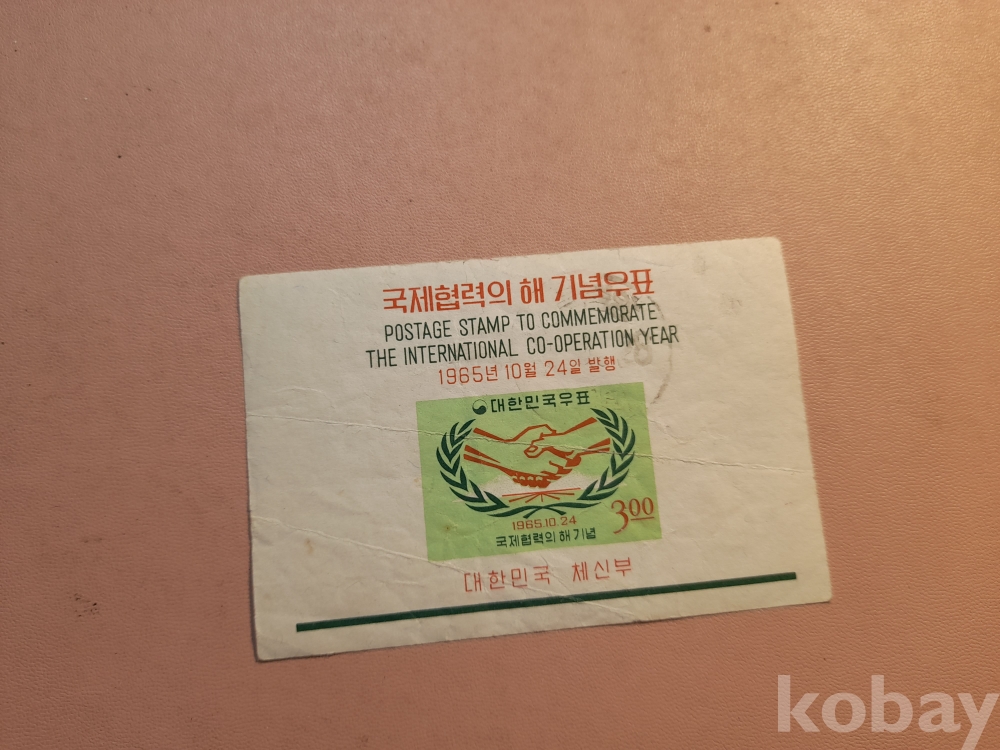 국제협력의 해 기념우표
POSTAGE STAMP TO COMMEMORATE
THE INTERNATIONAL CO-OPERATION YEAR
1965년 10월 24일 발행
대한민국우표
1965.10.24
300
국제협력의 해 기념
대한민국 체신부
kobay